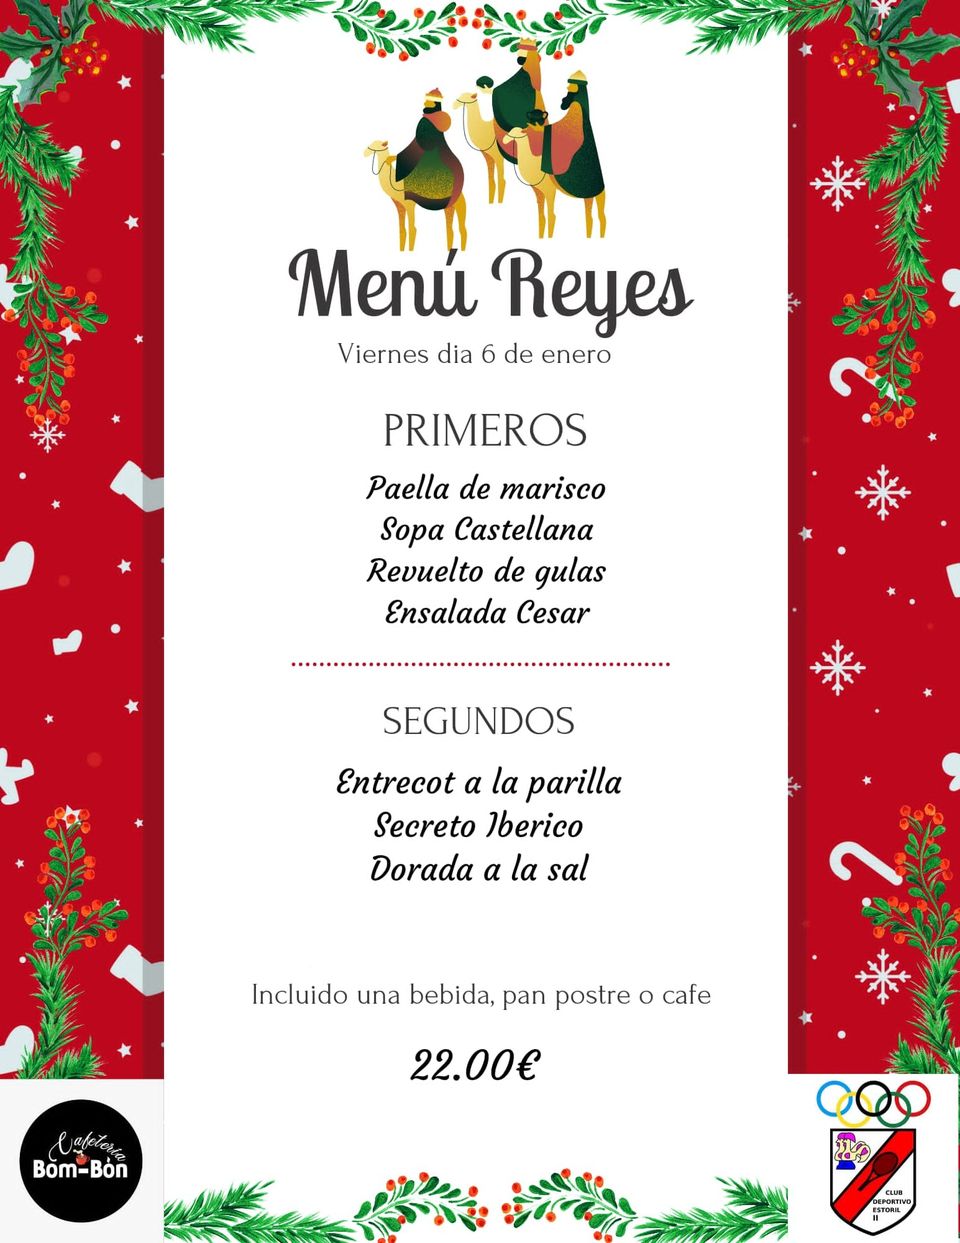 Menú Reyes
Viernes dia 6 de enero
PRIMEROS
Paella de marisco
Sopa Castellana
Revuelto de gulas
Ensalada Cesar
SEGUNDOS
Entrecot a la parilla
Secreto Iberico
Dorada a la sal
Incluido una bebida, pan postre o cafe
22.00€
Cafetería
Bom-Bón
CLUB
DEPORTIVO
ESTORIL
II